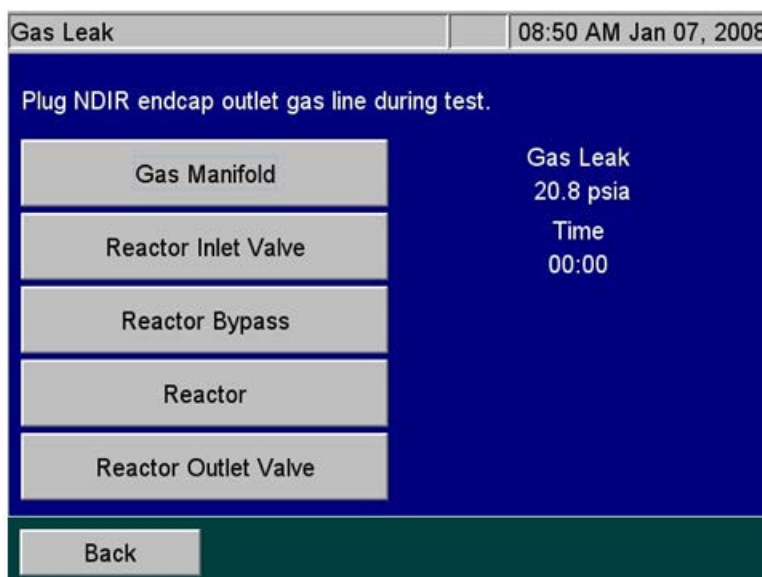 Gas Leak
08:50 AM Jan 07, 2008
Plug NDIR endcap outlet gas line during test.
Gas Manifold
Gas Leak
20.8 psia
Reactor Inlet Valve
Time
00:00
Reactor Bypass
Reactor
Reactor Outlet Valve
Back